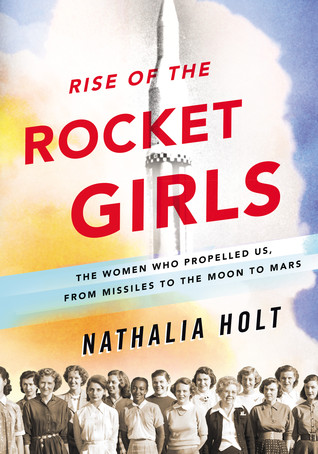 RISE OF THE
ROCKET
GIRLS
THE WOMEN WHO PROPELLED US,
FROM MISSILES TO THE MOON TO MARS
NATHALIA HOLT